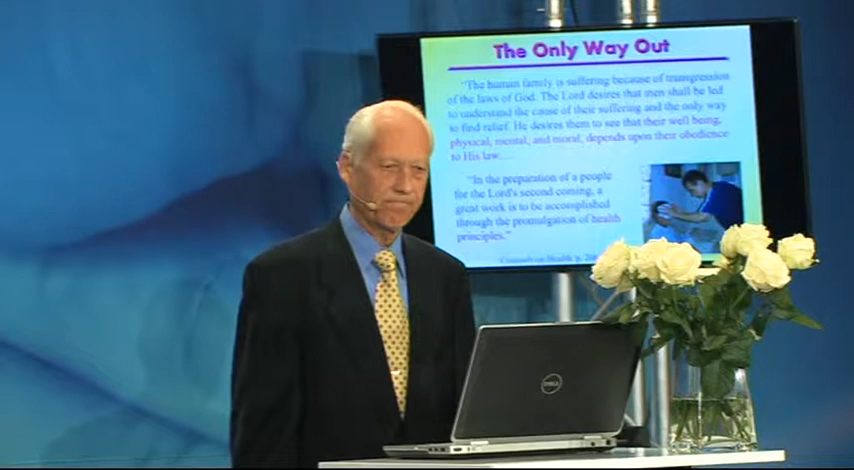 The Only Way Out
"The human family is suffering because of transgression
of the laws of God. The Lord desires that men shall be led
to understand the cause of their suffering and the only way
to find relief. He desires them to see that their well being,
physical, mental, and moral, depends upon their obedience
to His law....
"In the preparation of a people
for the Lord's second coming, a
great work is to be accomplished
through the promulgation of health
principles."
Counsels on Health p.
DELL